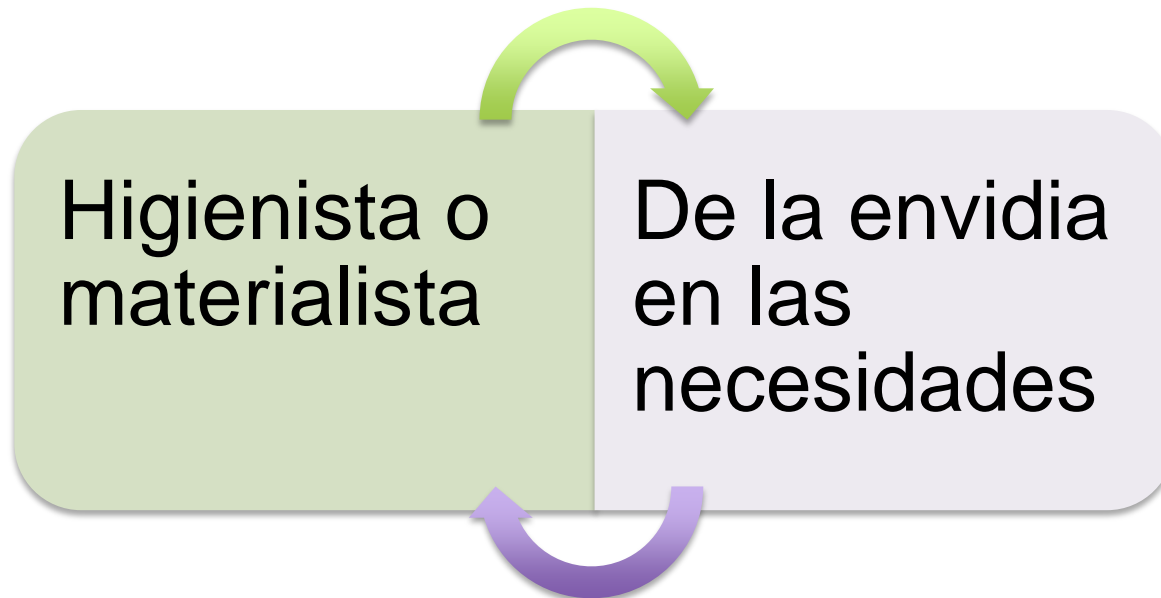 Higienista o
materialista
De la envidia
en las
necesidades